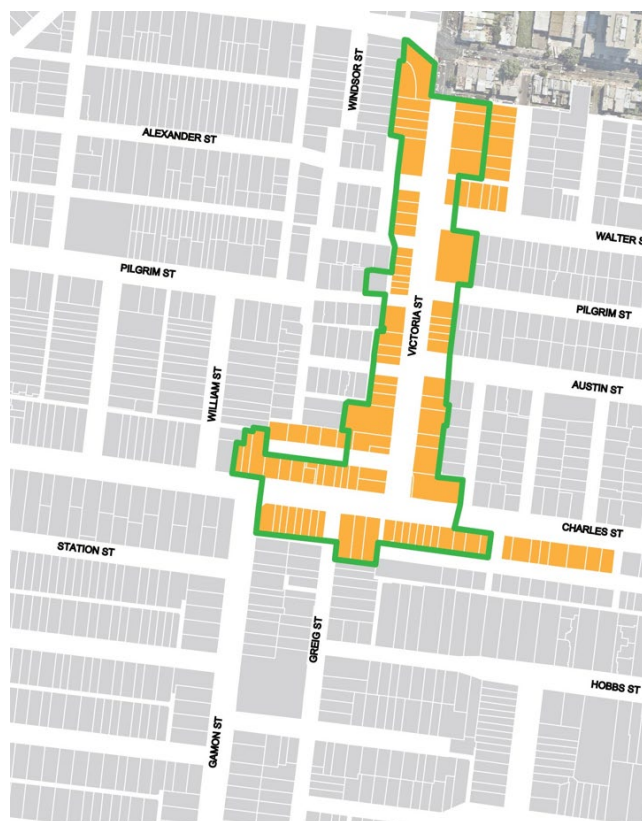 WINDSOR ST
ALEXANDER ST
WALTER S
PILGRIM ST
PILGRIM ST
VICTORIA ST
WILLIAM ST
AUSTIN ST
CHARLES ST
STATION ST
GREIG ST
HOBBS ST
GAMON ST